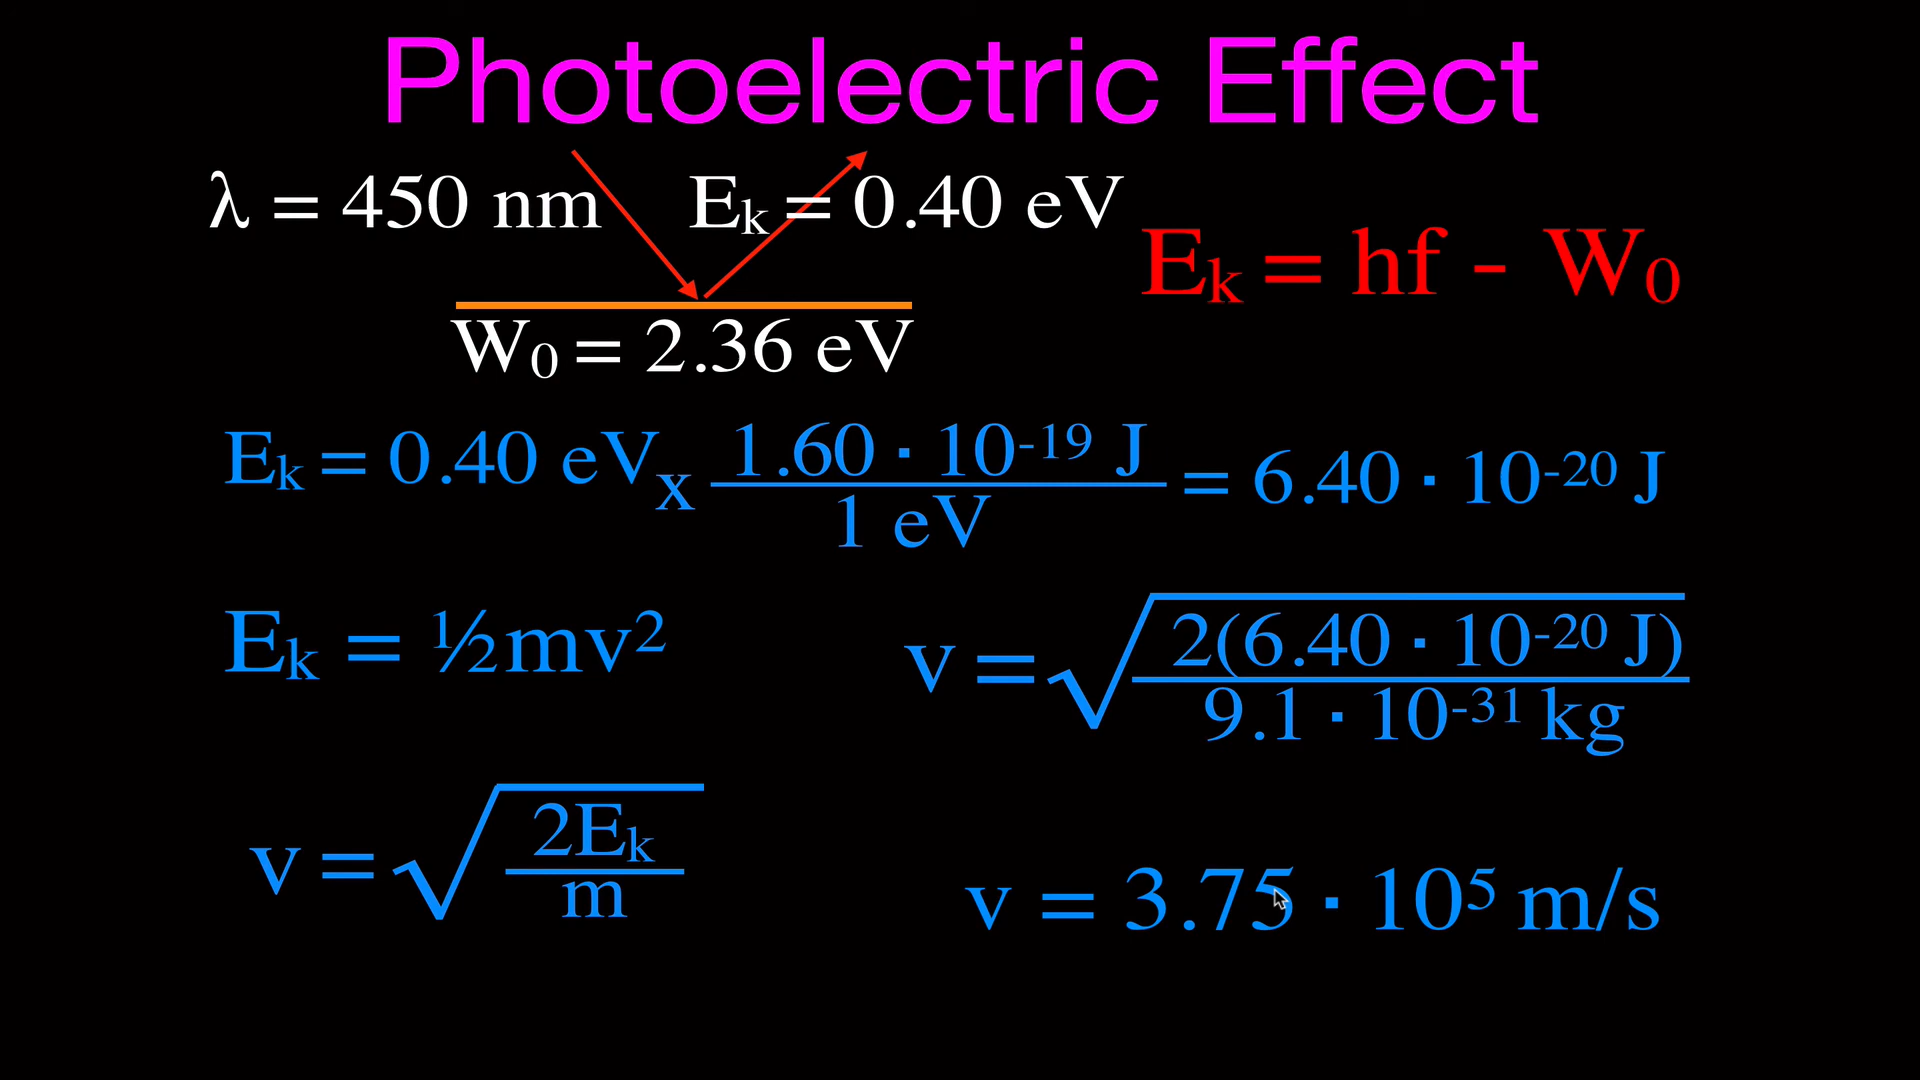 Photoelectric Effect
λ = 450 nm
Eₖ = 0.40 eV
Eₖ = hf - W₀
W₀ = 2.36 eV
Eₖ = 0.40 eV x 1.60 · 10⁻¹⁹ J / 1 eV = 6.40 · 10⁻²⁰ J
Eₖ = ½mv²
v = √ 2(6.40 · 10⁻²⁰ J) / 9.1 · 10⁻³¹ kg
v = √ 2Eₖ / m
v = 3.75 · 10⁵ m/s